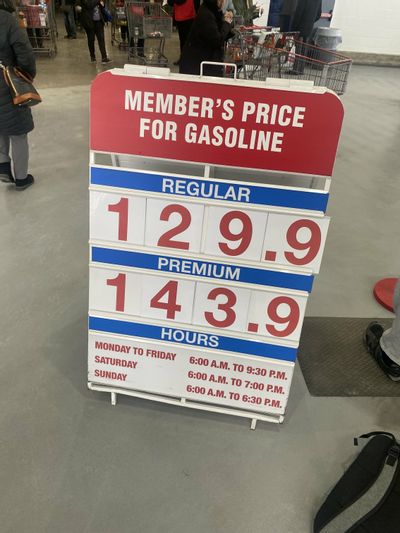 MEMBER'S PRICE
FOR GASOLINE
REGULAR
129.9
PREMIUM
143.9
HOURS
MONDAY TO FRIDAY 6:00 A.M. TO 9:30 P.M.
SATURDAY 6:00 A.M. TO 7:00 P.M.
SUNDAY 6:00 A.M. TO 6:30 P.M.